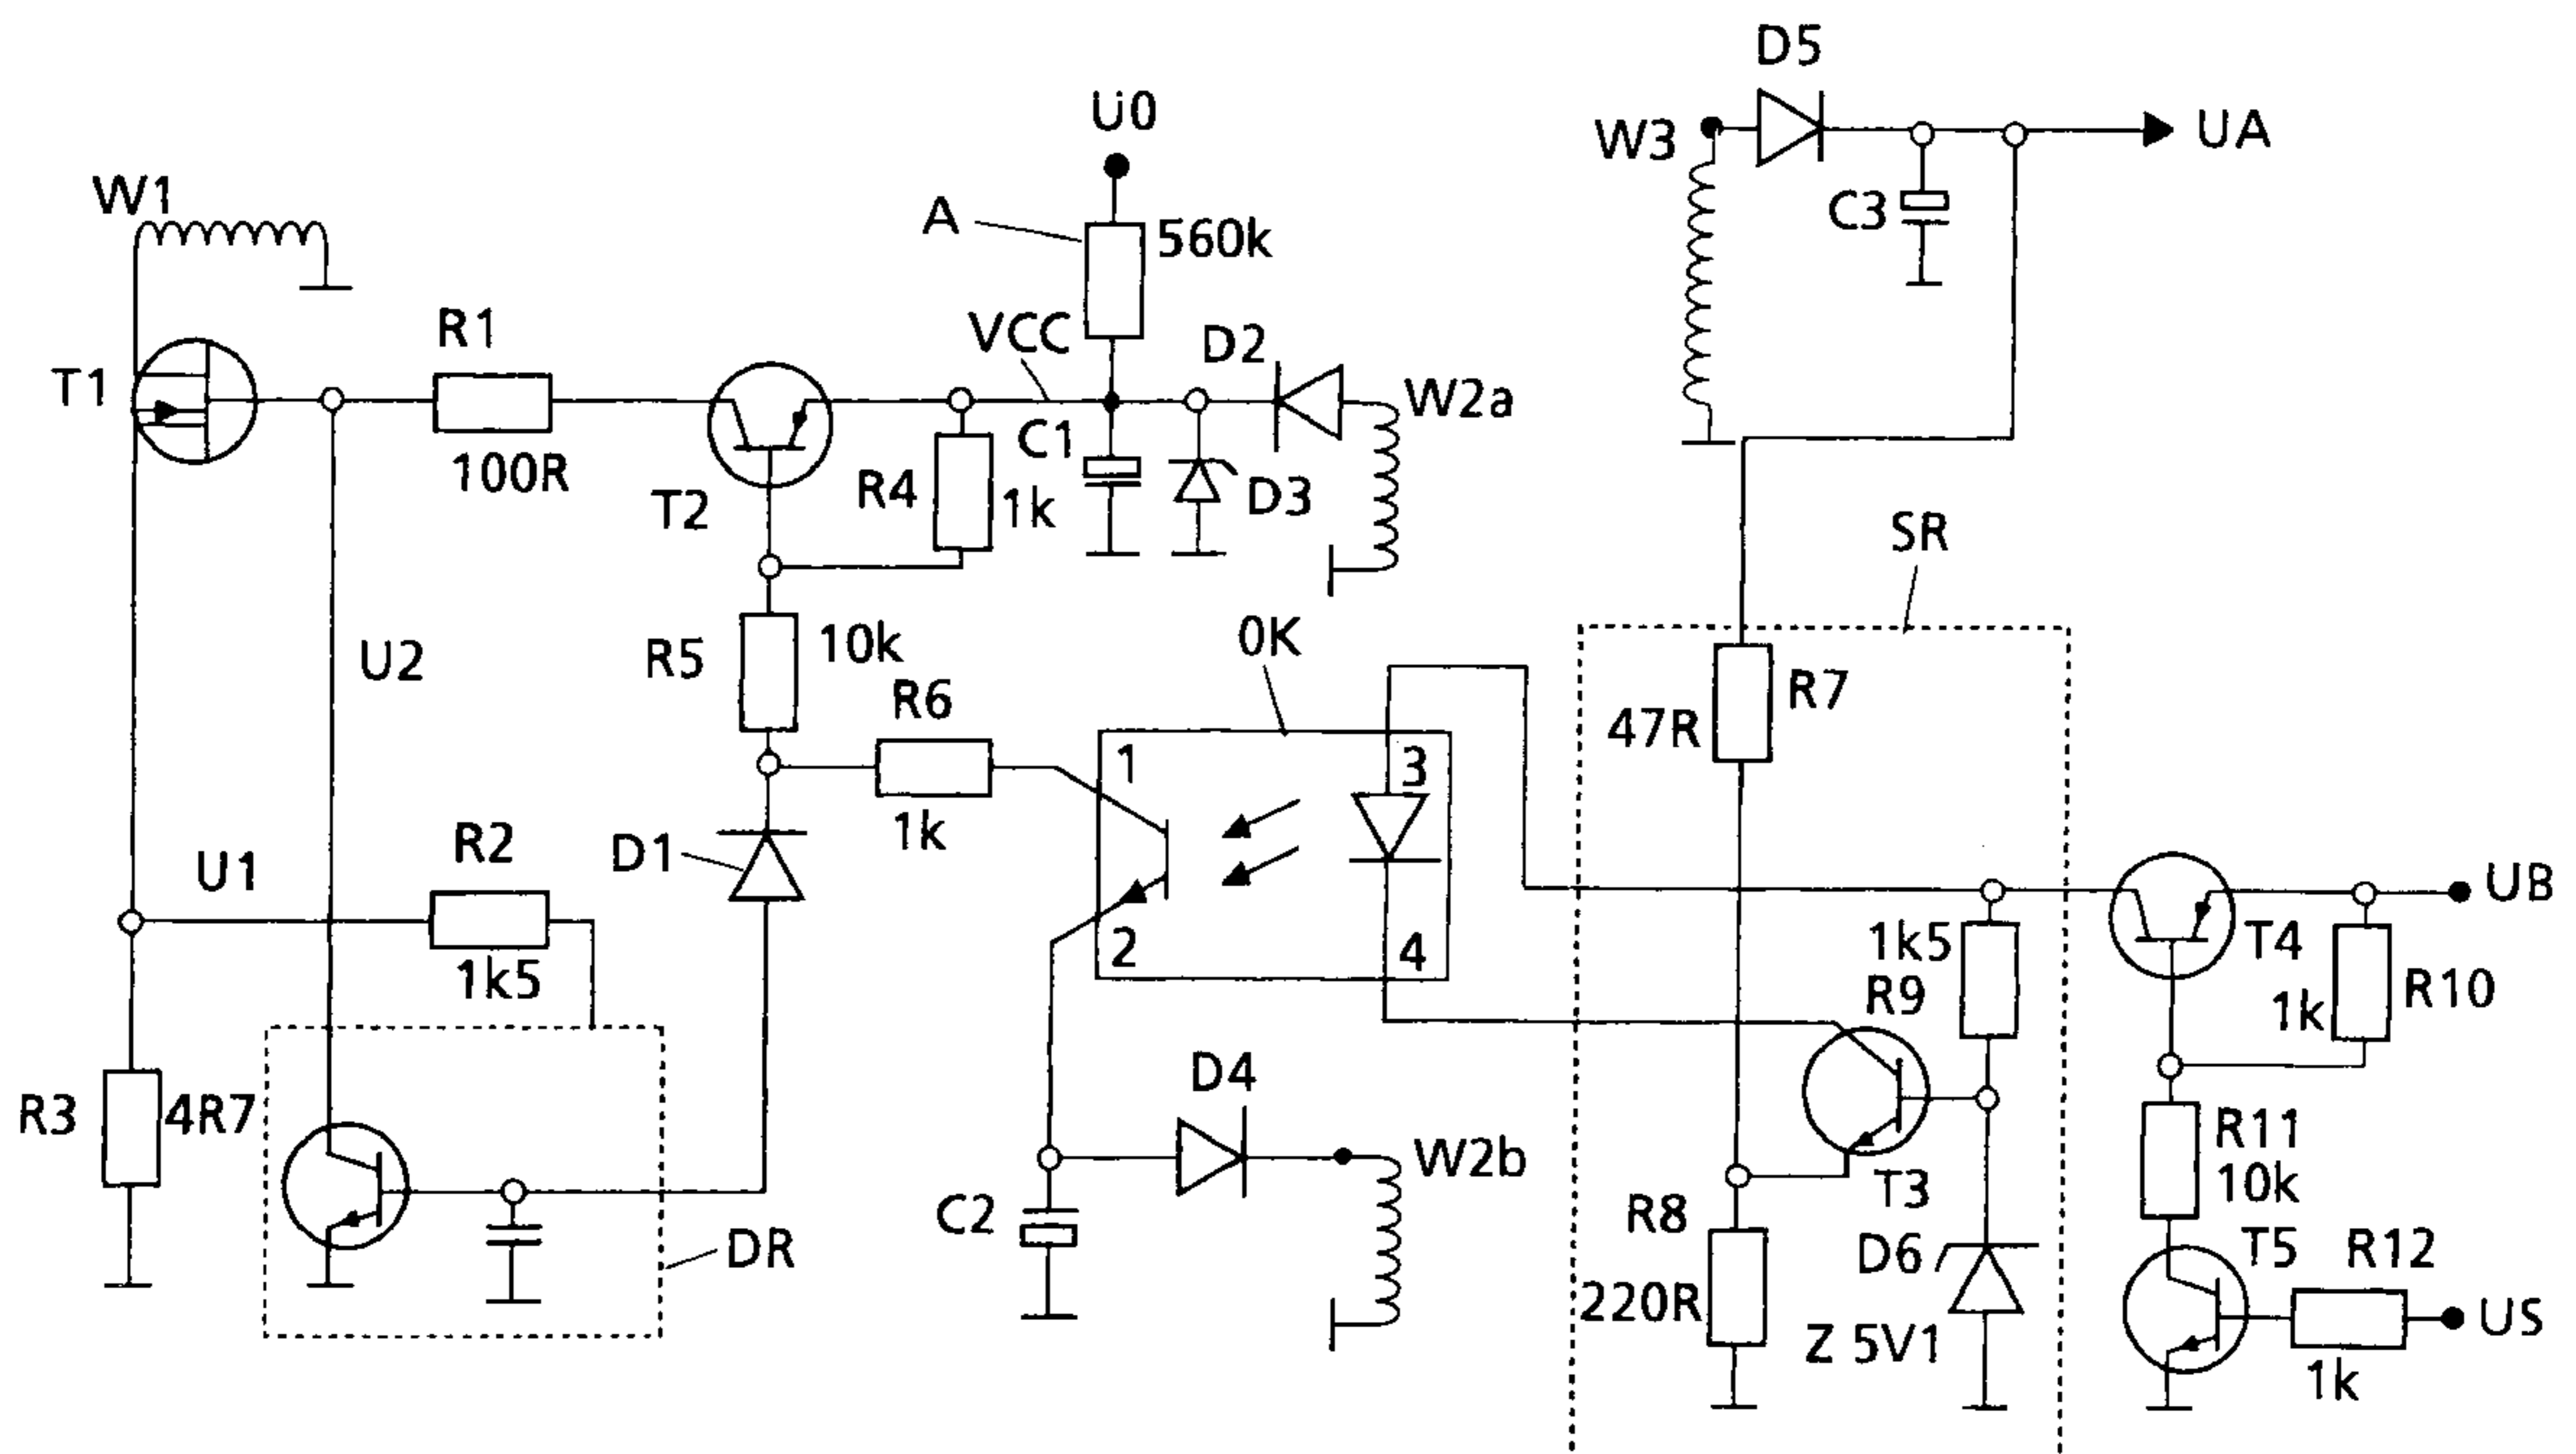 D5
U0
W3
UA
W1
A
560k
C3
R1
VCC
D2
T1
W2a
C1
100R
R4
1k
D3
T2
SR
0K
U2
R5
10k
R6
R7
47R
1
3
R2
D1
1k
U1
UB
2
4
1k5
T4
1k5
R9
1k
R10
D4
R3
4R7
R11
W2b
T3
10k
C2
R8
DR
D6
T5
R12
220R
Z 5V1
US
1k